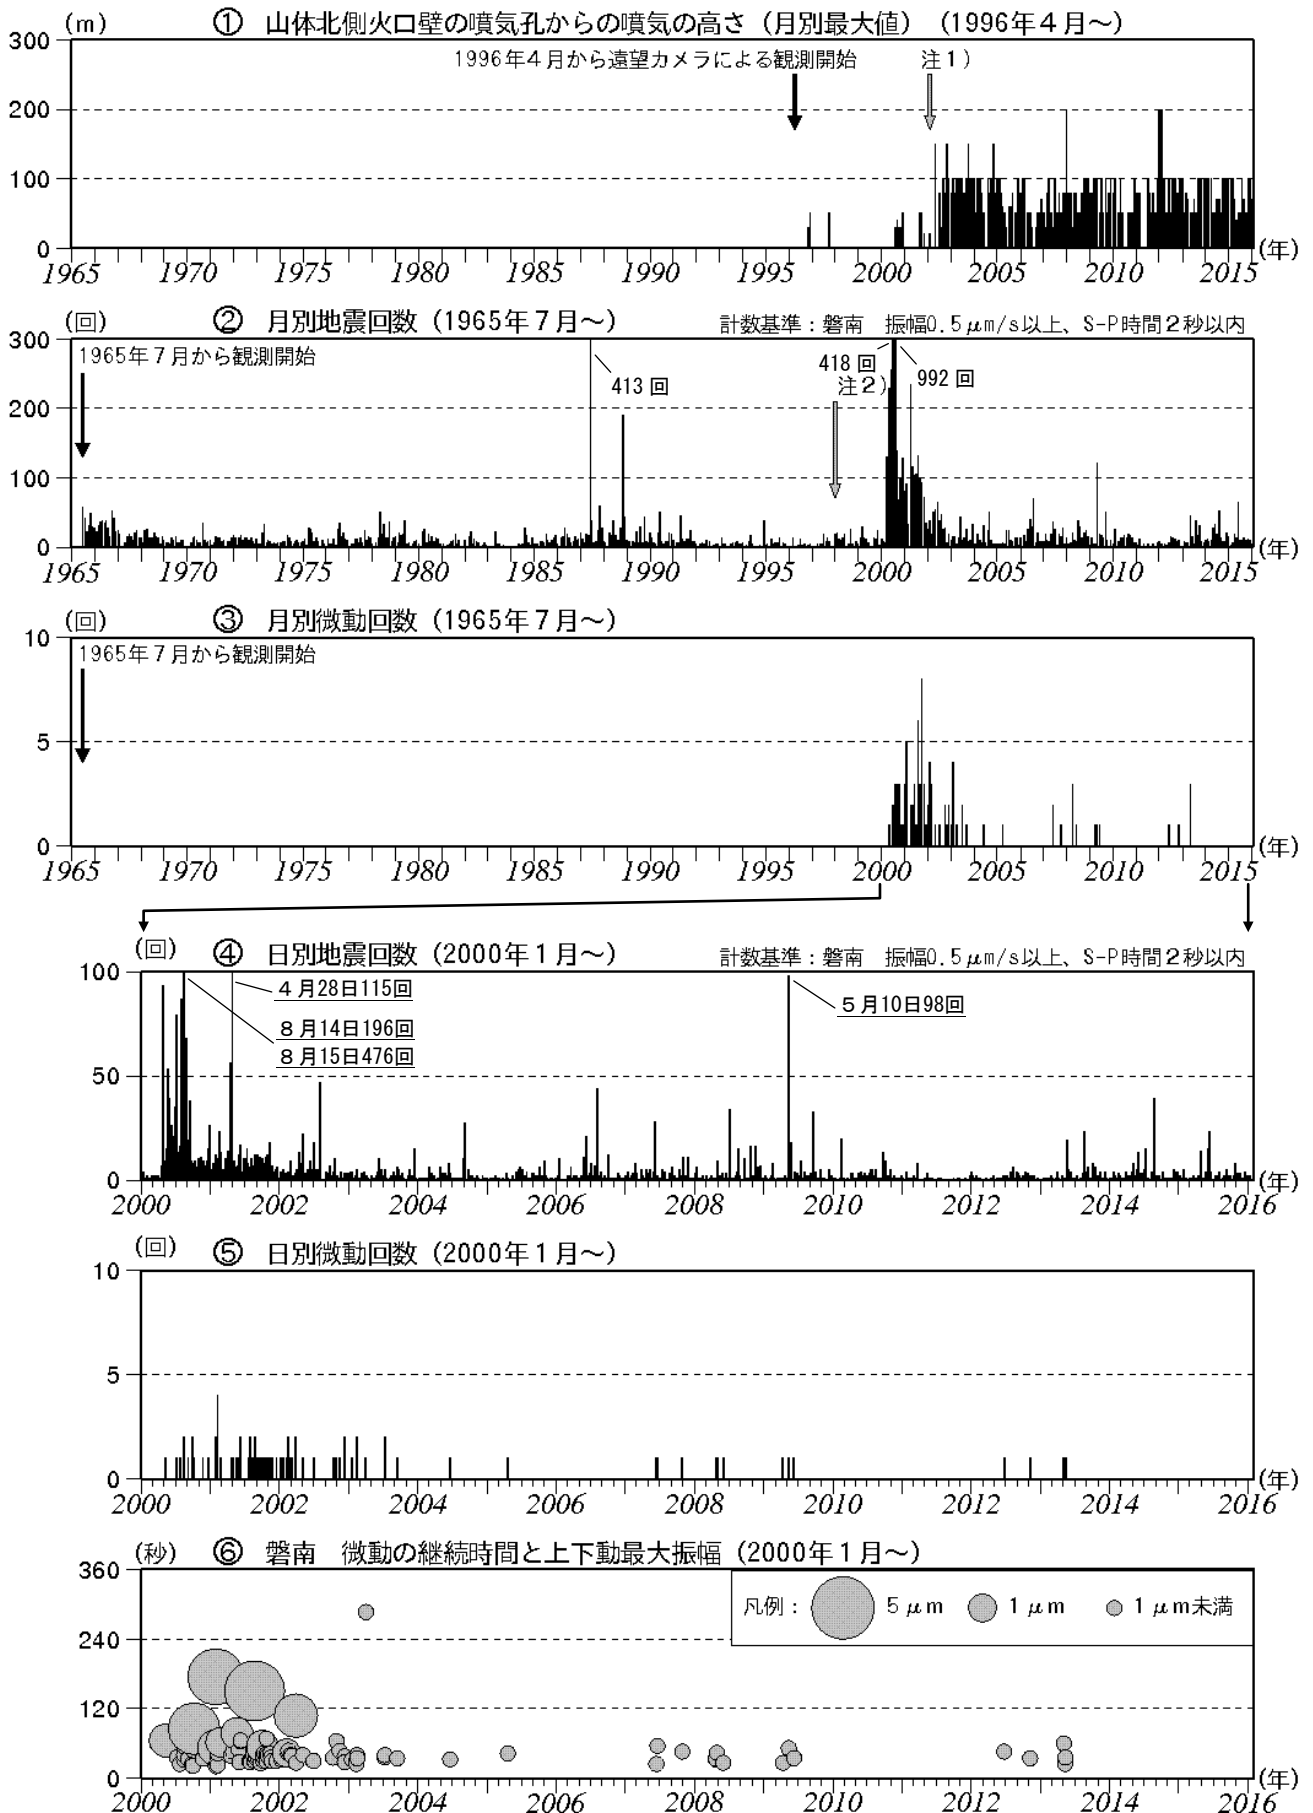 (m) ① 山体北側火口壁の噴気孔からの噴気の高さ（月別最大値）（1996年４月～）
300
1996年４月から遠望カメラによる観測開始 注１)
200
100
0
1965 1970 1975 1980 1985 1990 1995 2000 2005 2010 2015 (年)
(回) ② 月別地震回数（1965年７月～） 計数基準：磐南 振幅0.5μm/s以上、S-P時間２秒以内
300
1965年７月から観測開始
413回 418回 992回
注２)
200
100
0
1965 1970 1975 1980 1985 1990 1995 2000 2005 2010 2015 (年)
(回) ③ 月別微動回数（1965年７月～）
10
1965年７月から観測開始
5
0
1965 1970 1975 1980 1985 1990 1995 2000 2005 2010 2015 (年)
(回) ④ 日別地震回数（2000年１月～） 計数基準：磐南 振幅0.5μm/s以上、S-P時間２秒以内
100
４月28日115回
５月10日98回
８月14日196回
８月15日476回
50
0
2000 2002 2004 2006 2008 2010 2012 2014 2016 (年)
(回) ⑤ 日別微動回数（2000年１月～）
10
5
0
2000 2002 2004 2006 2008 2010 2012 2014 2016 (年)
(秒) ⑥ 磐南 微動の継続時間と上下動最大振幅（2000年１月～）
360
凡例： ５μm １μm １μm未満
240
120
0
2000 2002 2004 2006 2008 2010 2012 2014 2016 (年)